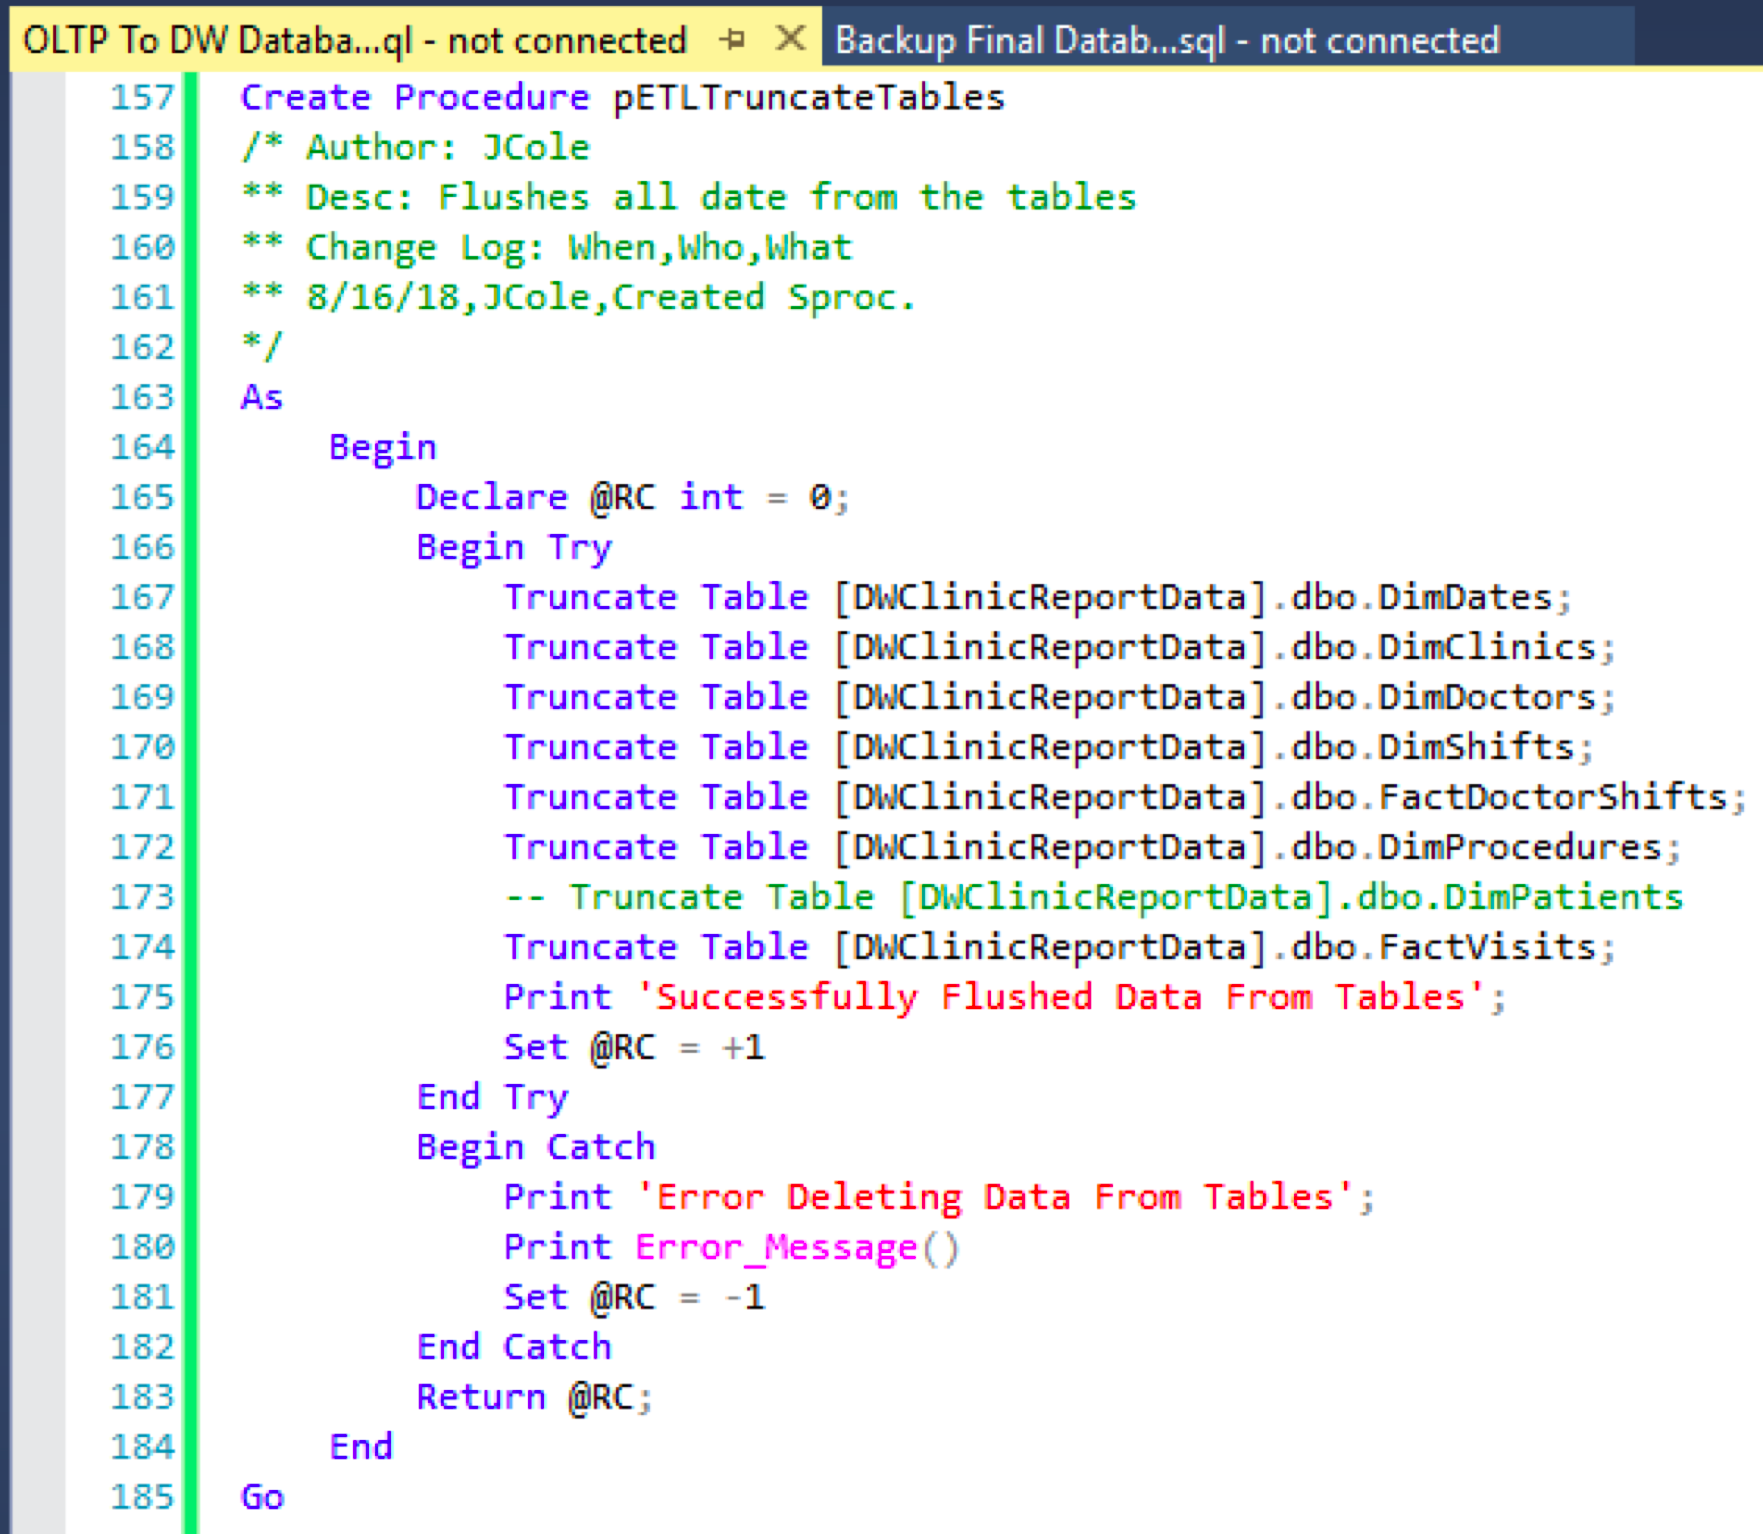 OLTP To DW Databa...ql - not connected Backup Final Datab...sql - not connected
157 Create Procedure pETLTruncateTables
158 /* Author: JCole
159 ** Desc: Flushes all date from the tables
160 ** Change Log: When,Who,What
161 ** 8/16/18,JCole,Created Sproc.
162 */
163 As
164 Begin
165 Declare @RC int = 0;
166 Begin Try
167 Truncate Table [DWClinicReportData].dbo.DimDates;
168 Truncate Table [DWClinicReportData].dbo.DimClinics;
169 Truncate Table [DWClinicReportData].dbo.DimDoctors;
170 Truncate Table [DWClinicReportData].dbo.DimShifts;
171 Truncate Table [DWClinicReportData].dbo.FactDoctorShifts;
172 Truncate Table [DWClinicReportData].dbo.DimProcedures;
173 -- Truncate Table [DWClinicReportData].dbo.DimPatients
174 Truncate Table [DWClinicReportData].dbo.FactVisits;
175 Print 'Successfully Flushed Data From Tables';
176 Set @RC = +1
177 End Try
178 Begin Catch
179 Print 'Error Deleting Data From Tables';
180 Print Error_Message()
181 Set @RC = -1
182 End Catch
183 Return @RC;
184 End
185 Go